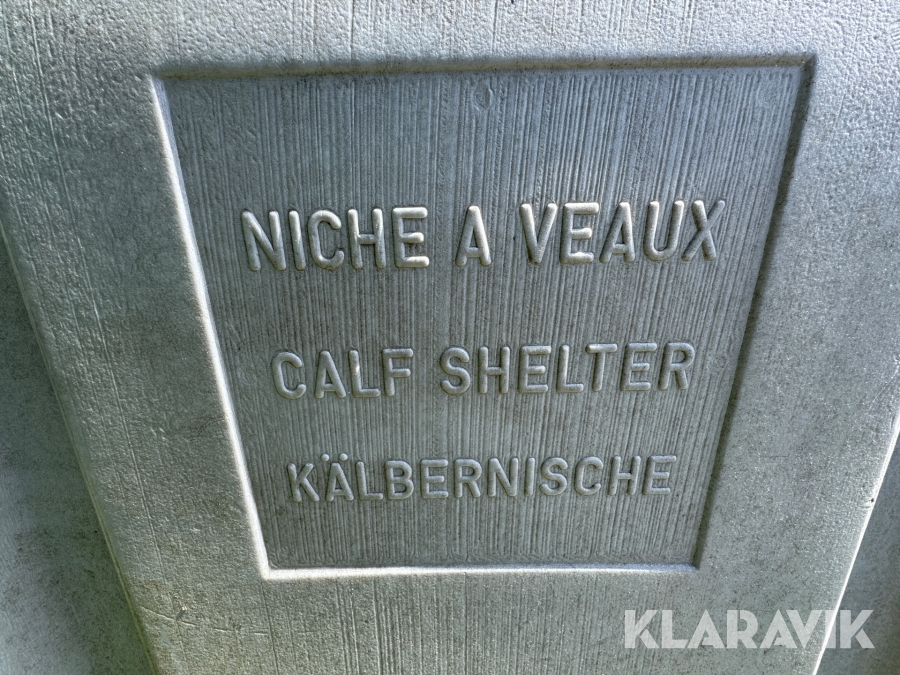 NICHE A VEAUX
CALF SHELTER
KÄLBERNISCHE
KLARAVIK